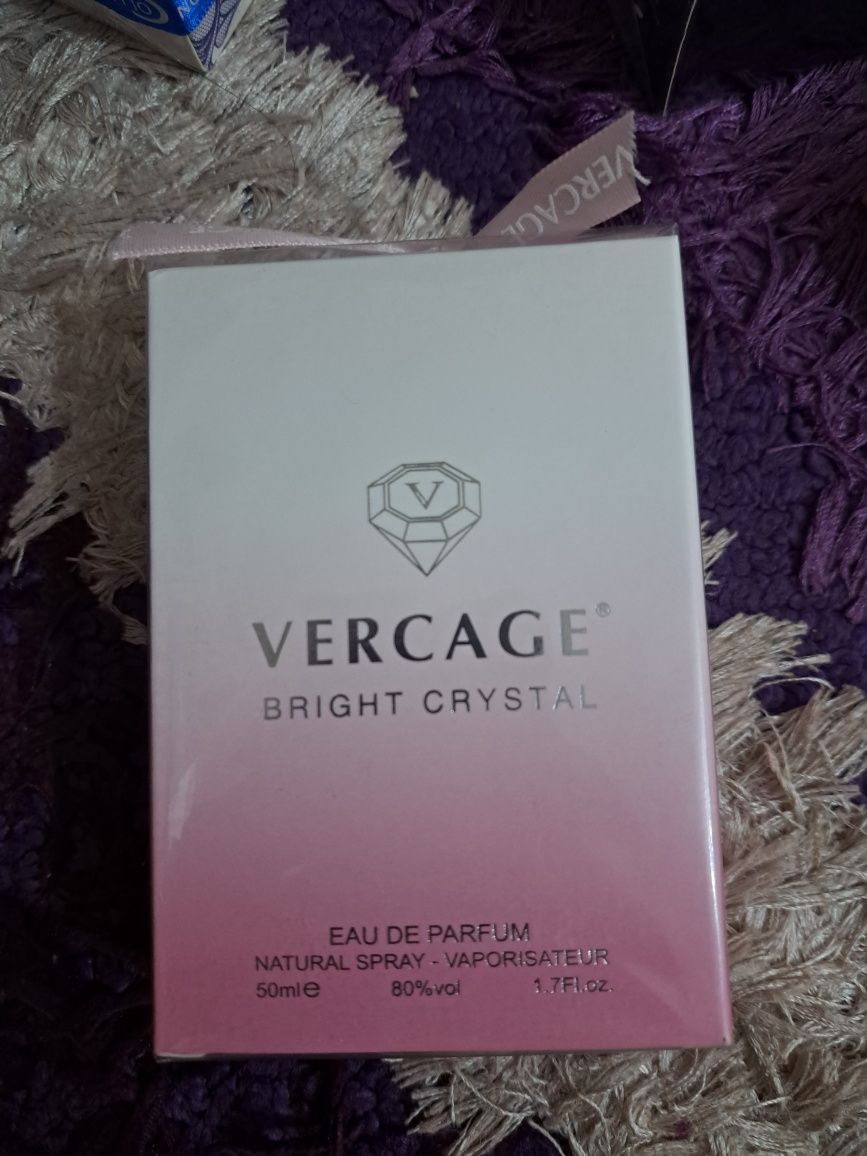 VERCAGE
V
VERCAGE®
BRIGHT CRYSTAL
EAU DE PARFUM
NATURAL SPRAY - VAPORISATEUR
50ml e 80%vol 1.7Fl.oz.